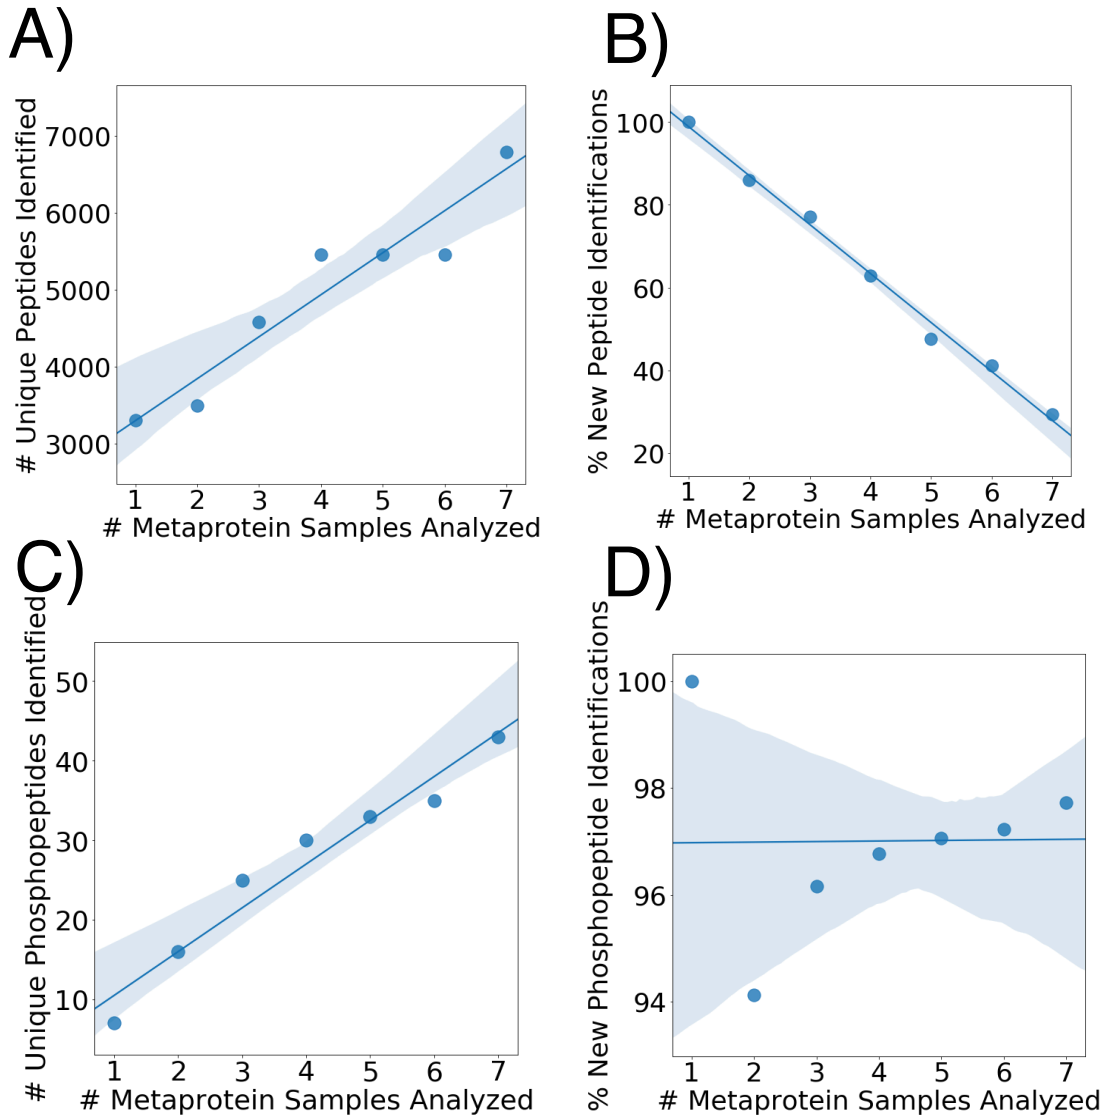 A)
# Unique Peptides Identified
7000
6000
5000
4000
3000
1 2 3 4 5 6 7
# Metaprotein Samples Analyzed
B)
% New Peptide Identifications
100
80
60
40
20
1 2 3 4 5 6 7
# Metaprotein Samples Analyzed
C)
# Unique Phosphopeptides Identified
50
40
30
20
10
1 2 3 4 5 6 7
# Metaprotein Samples Analyzed
D)
% New Phosphopeptide Identifications
100
98
96
94
1 2 3 4 5 6 7
# Metaprotein Samples Analyzed